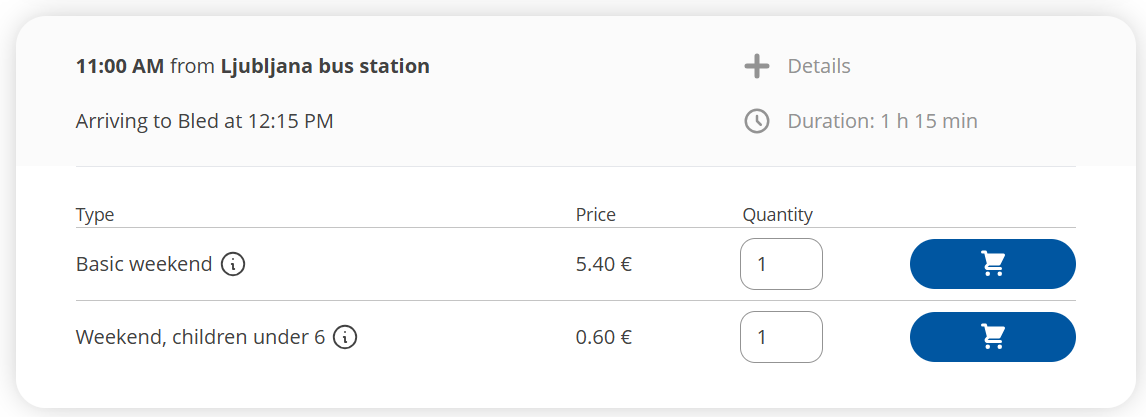 11:00 AM from Ljubljana bus station
Details
Arriving to Bled at 12:15 PM
Duration: 1 h 15 min
Type Price Quantity
Basic weekend 5.40 € 1
Weekend, children under 6 0.60 € 1